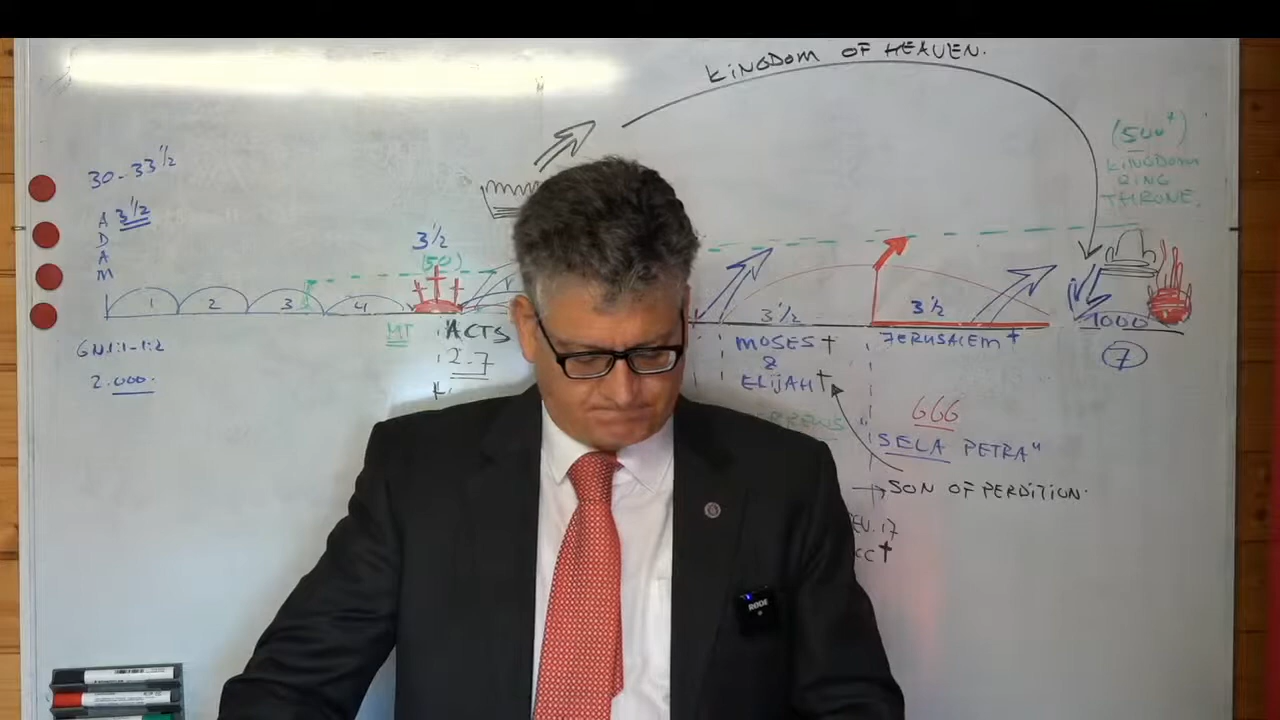 KINGDOM OF HEAVEN.
(500+)
KINGDOM
RING
THRONE.
30-33½
3½
A
D
A
M
3½
(50)
1 2 3 4
3½
3½
1000
7
MT
ACTS
2.7
GN.1:1-1:2
2.000.
MOSES †
&
ELIJAH †
JERUSALEM †
666
"SELA PETRA"
→ SON OF PERDITION.
RODE